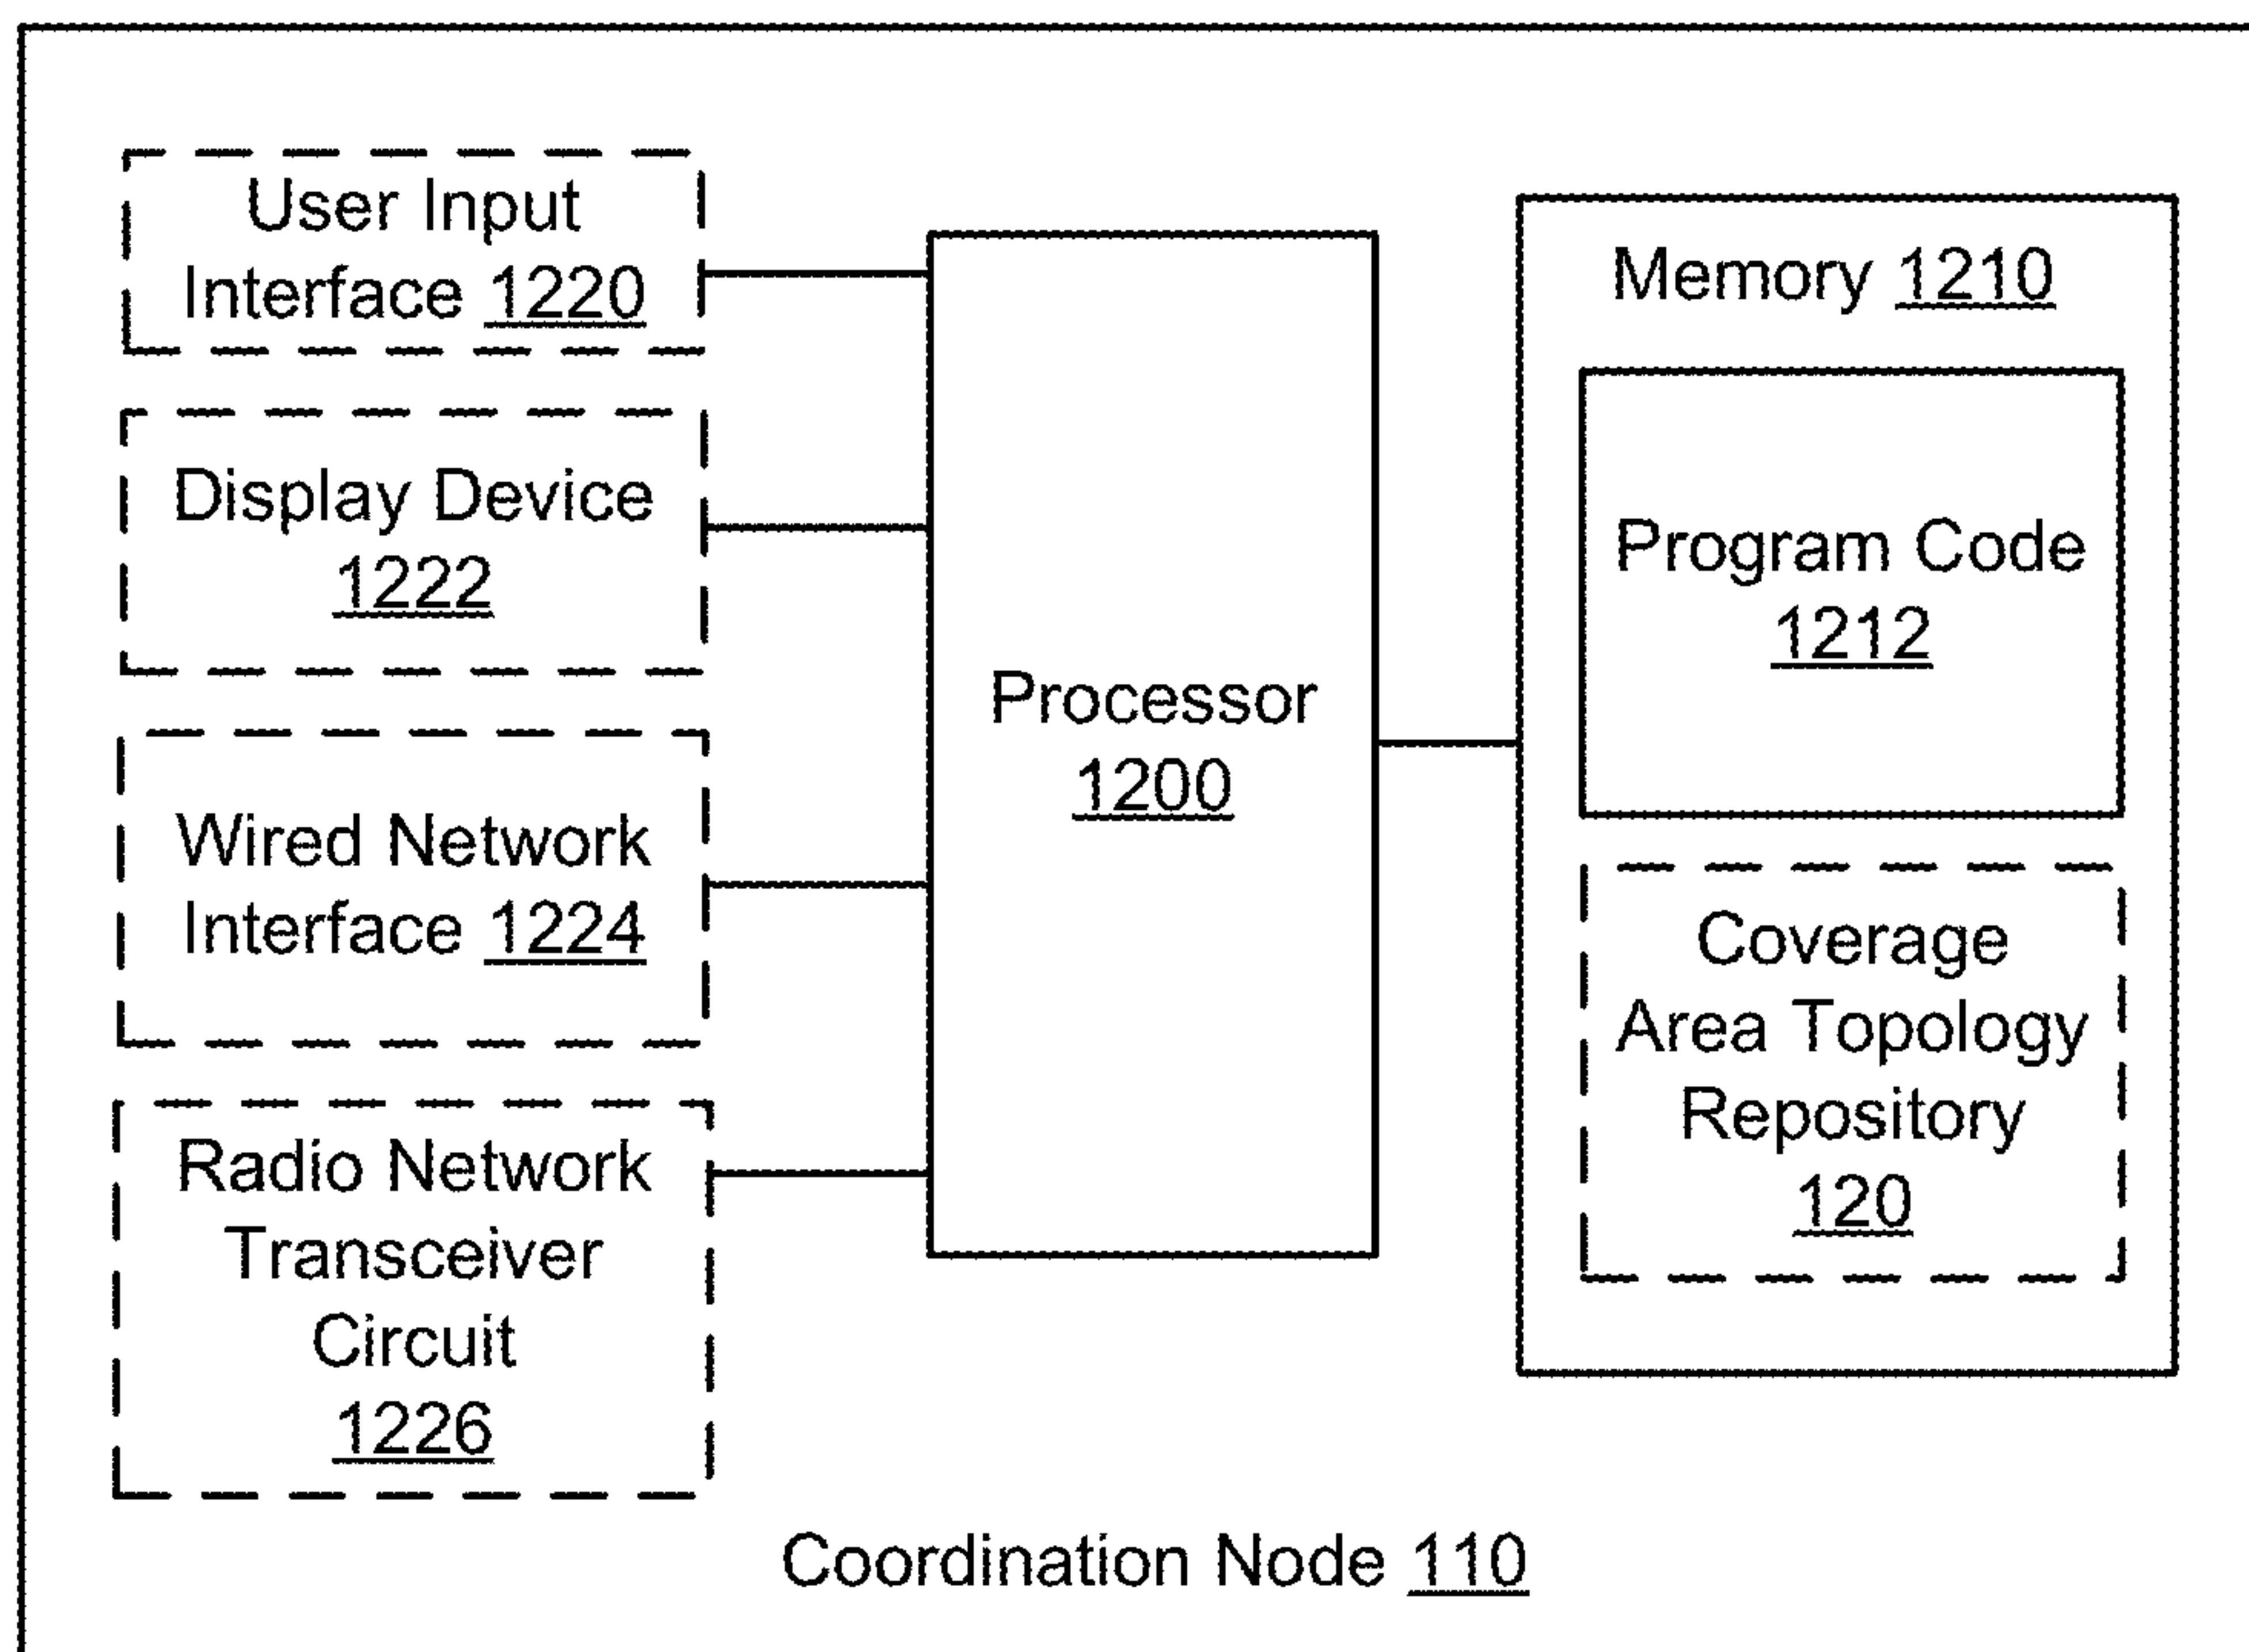 User Input
Interface 1220
Display Device
1222
Wired Network
Interface 1224
Radio Network
Transceiver
Circuit
1226
Processor
1200
Memory 1210
Program Code
1212
Coverage
Area Topology
Repository
120
Coordination Node 110